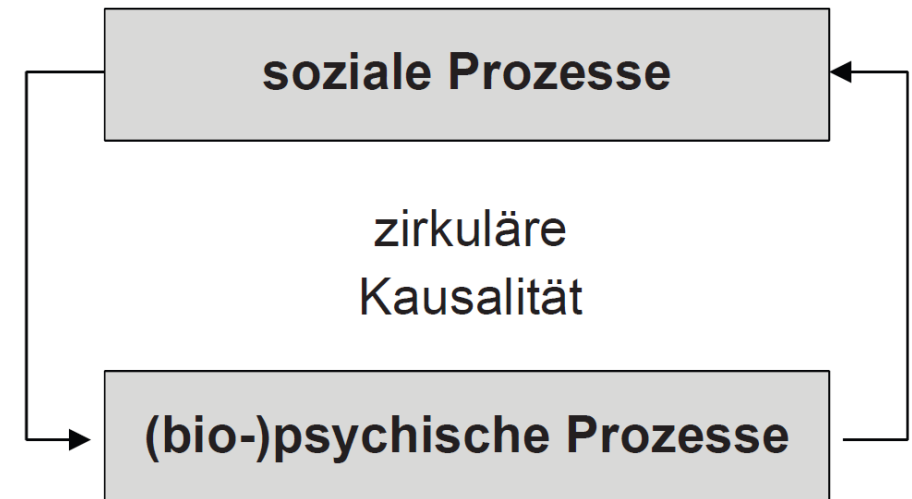 soziale Prozesse
zirkuläre
Kausalität
(bio-)psychische Prozesse